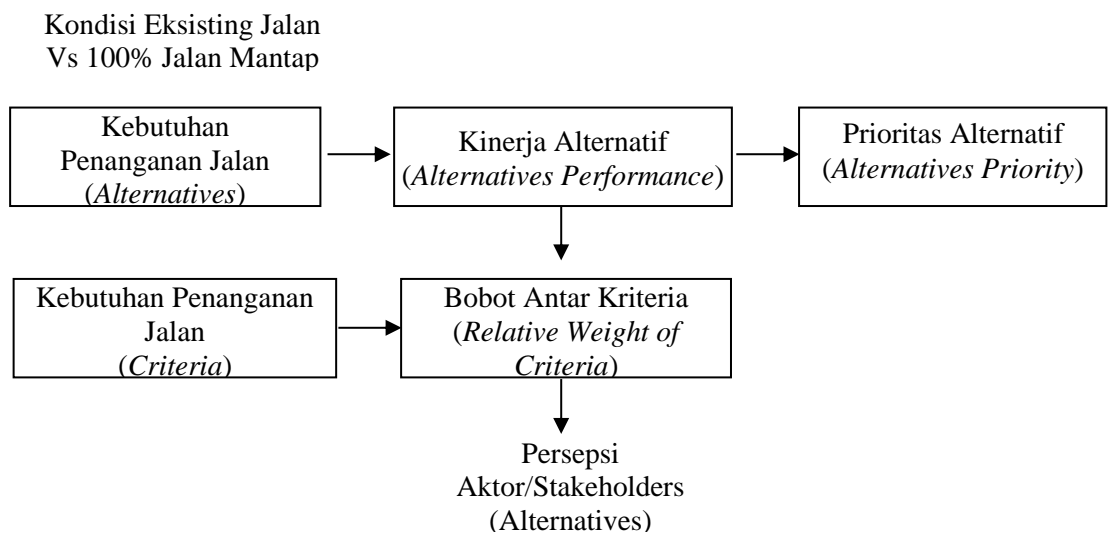 Kondisi Eksisting Jalan
Vs 100% Jalan Mantap
Kebutuhan
Penanganan Jalan
(Alternatives)
Kinerja Alternatif
(Alternatives Performance)
Prioritas Alternatif
(Alternatives Priority)
Kebutuhan Penanganan
Jalan
(Criteria)
Bobot Antar Kriteria
(Relative Weight of
Criteria)
Persepsi
Aktor/Stakeholders
(Alternatives)